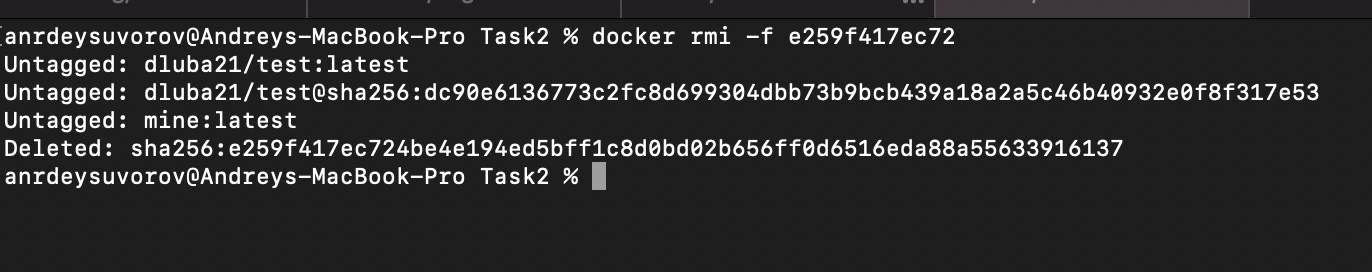 anrdeysuvorov@Andreys-MacBook-Pro Task2 % docker rmi -f e259f417ec72
Untagged: dluba21/test:latest
Untagged: dluba21/test@sha256:dc90e6136773c2fc8d699304dbb73b9bcb439a18a2a5c46b40932e0f8f317e53
Untagged: mine:latest
Deleted: sha256:e259f417ec724be4e194ed5bff1c8d0bd02b656ff0d6516eda88a55633916137
anrdeysuvorov@Andreys-MacBook-Pro Task2 %